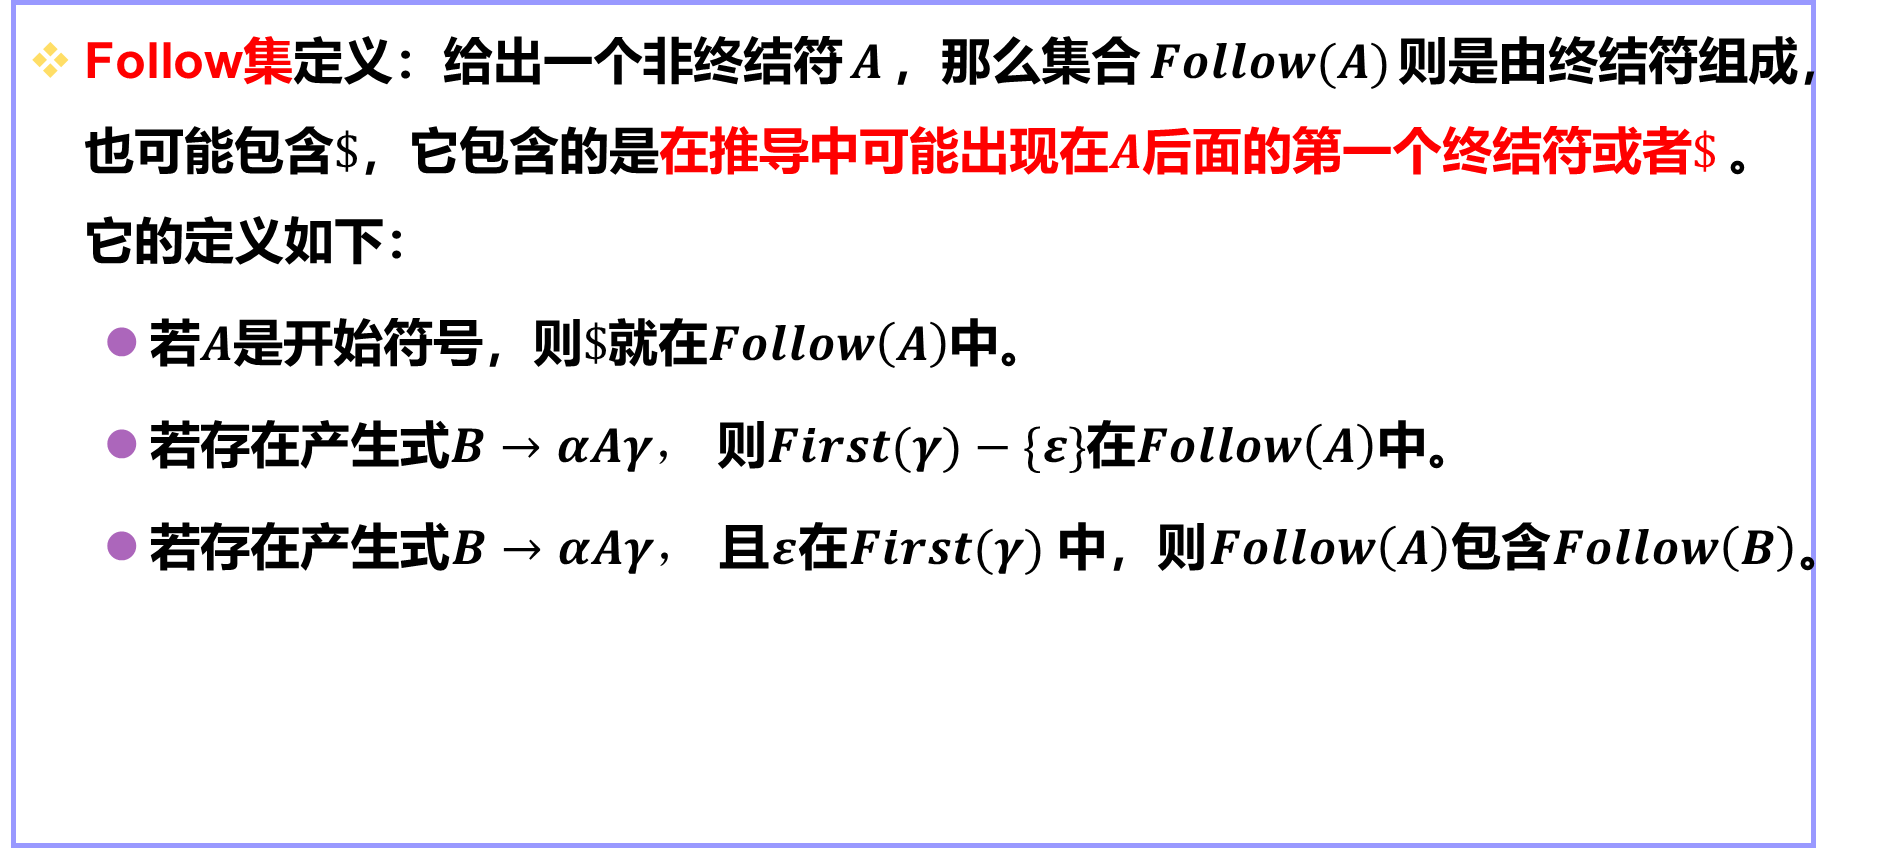 Follow集定义：给出一个非终结符 A ，那么集合 Follow(A) 则是由终结符组成，
也可能包含$，它包含的是在推导中可能出现在A后面的第一个终结符或者$ 。
它的定义如下：
若A是开始符号，则$就在Follow(A)中。
若存在产生式B → αAγ， 则First(γ) − {ε}在Follow(A)中。
若存在产生式B → αAγ， 且ε在First(γ) 中，则Follow(A)包含Follow(B)。